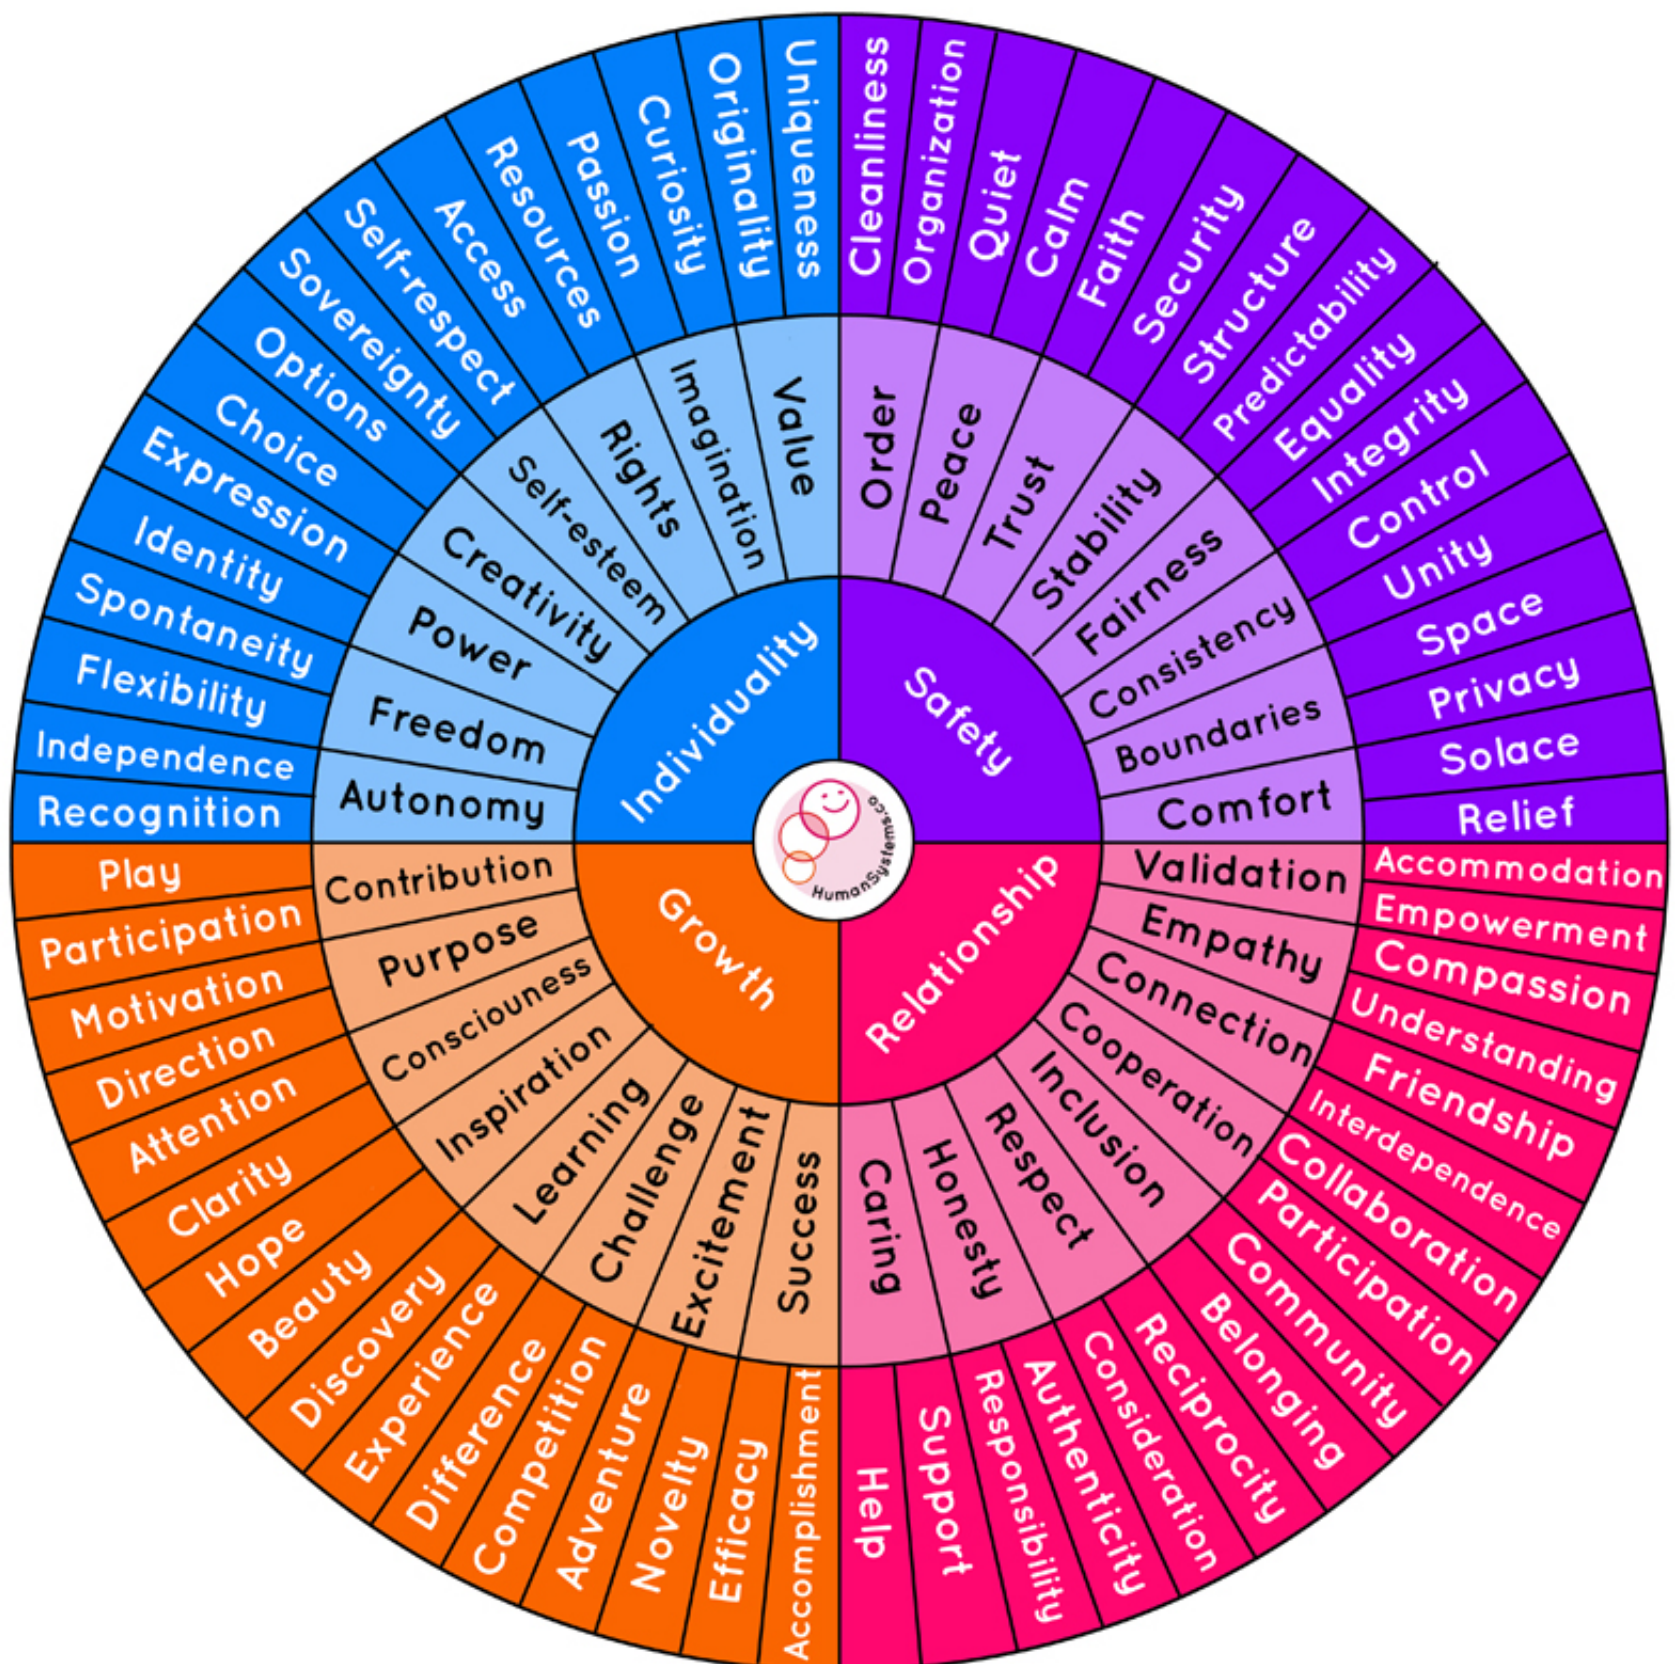 Individuality
Safety
Relationship
Growth
HumanSystems.co
Value
Imagination
Rights
Self-esteem
Creativity
Power
Freedom
Autonomy
Order
Peace
Trust
Stability
Fairness
Consistency
Boundaries
Comfort
Validation
Empathy
Connection
Cooperation
Inclusion
Respect
Honesty
Caring
Success
Excitement
Challenge
Learning
Inspiration
Consciouness
Purpose
Contribution
Cleanliness
Organization
Quiet
Calm
Faith
Security
Structure
Predictability
Equality
Integrity
Control
Unity
Space
Privacy
Solace
Relief
Accommodation
Empowerment
Compassion
Understanding
Friendship
Interdependence
Collaboration
Participation
Community
Belonging
Reciprocity
Consideration
Authenticity
Responsibility
Support
Help
Accomplishment
Efficacy
Novelty
Adventure
Competition
Difference
Experience
Discovery
Beauty
Hope
Clarity
Attention
Direction
Motivation
Participation
Play
Recognition
Independence
Flexibility
Spontaneity
Identity
Expression
Choice
Options
Sovereignty
Self-respect
Access
Resources
Passion
Curiosity
Originality
Uniqueness